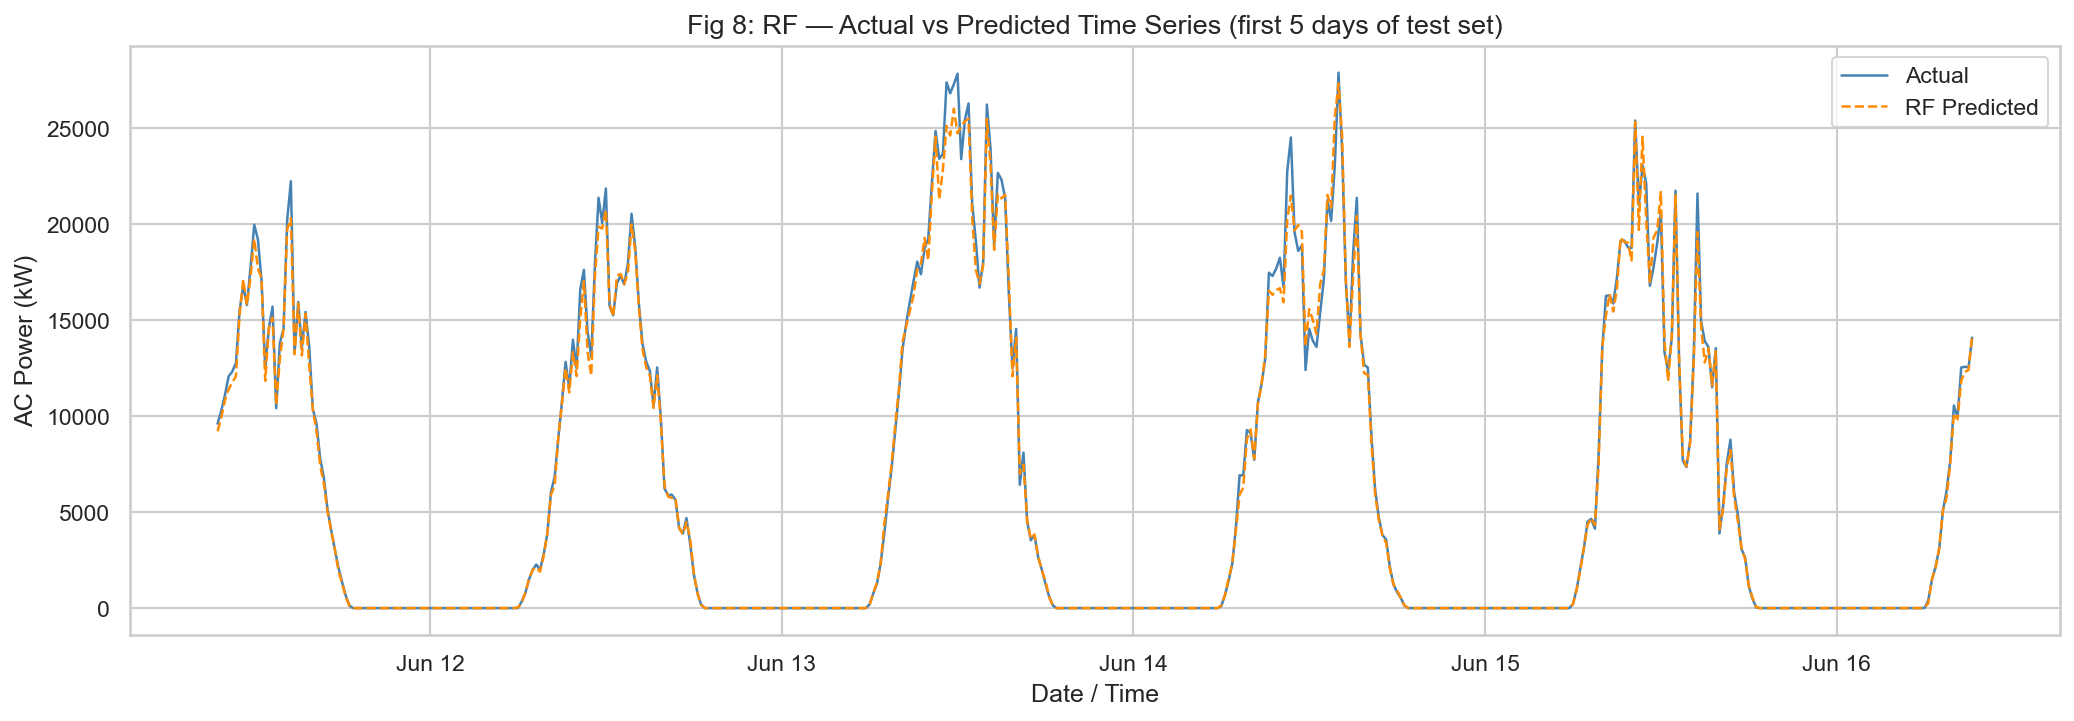 Fig 8: RF — Actual vs Predicted Time Series (first 5 days of test set)
Actual
RF Predicted
AC Power (kW)
25000
20000
15000
10000
5000
0
Jun 12
Jun 13
Jun 14
Jun 15
Jun 16
Date / Time